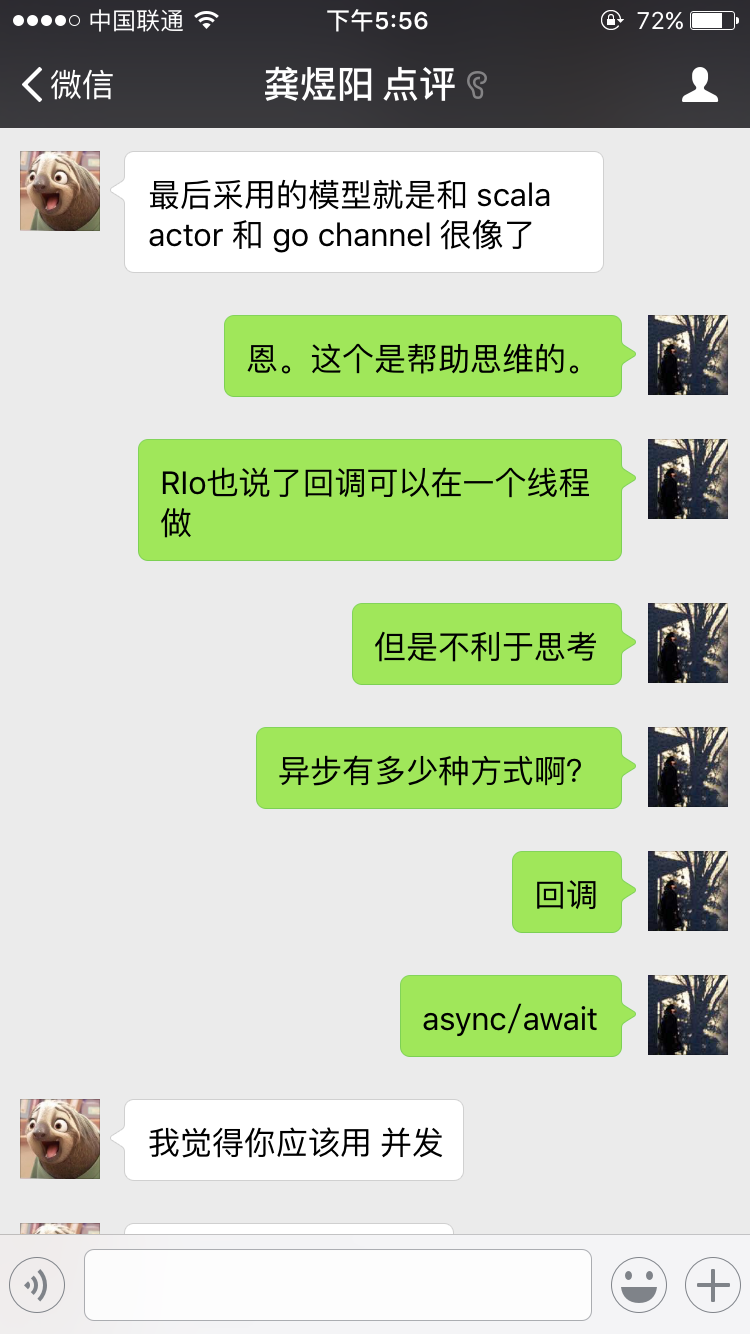 中国联通 下午5:56 72%
微信 龚煜阳 点评
最后采用的模型就是和 scala
actor 和 go channel 很像了
恩。这个是帮助思维的。
RIo也说了回调可以在一个线程
做
但是不利于思考
异步有多少种方式啊?
回调
async/await
我觉得你应该用 并发